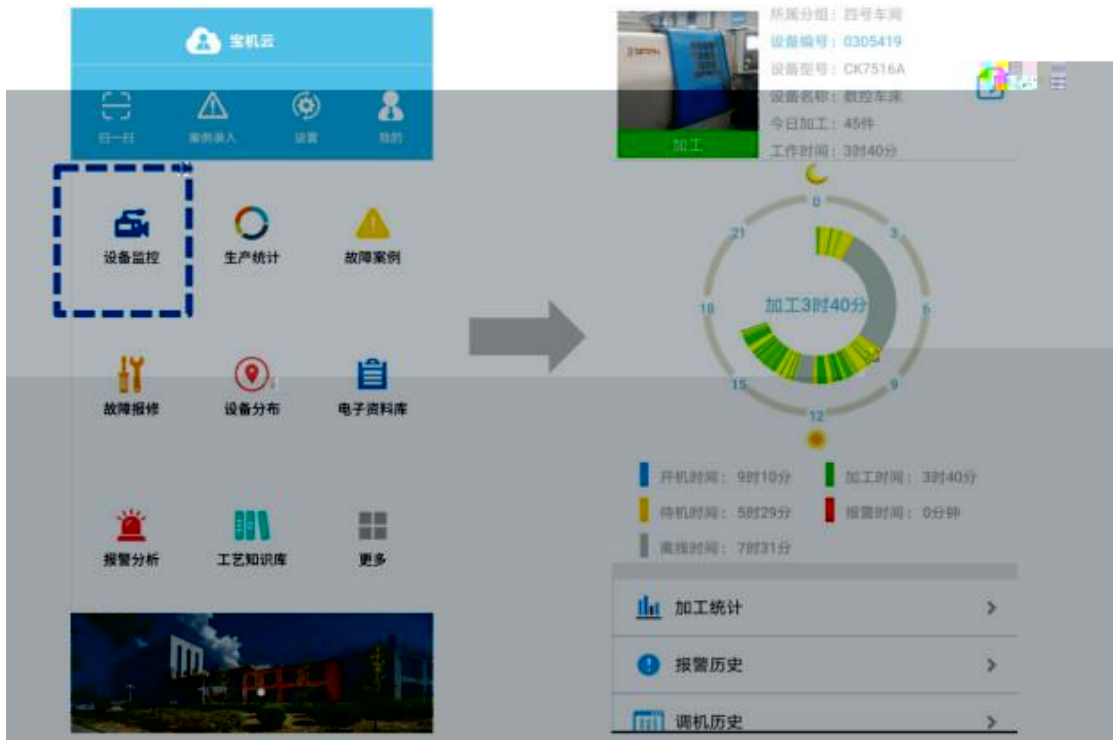 宝机云
扫一扫 案例录入 设置 我的
设备监控 生产统计 故障案例
故障报修 设备分布 电子资料库
报警分析 工艺知识库 更多
所属分组：四号车间
设备编号：0305419
设备型号：CK7516A
设备名称：数控车床
今日加工：45件
工作时间：3时40分
加工
0
3
6
9
12
15
18
21
加工3时40分
开机时间：9时10分 加工时间：3时40分
待机时间：5时29分 报警时间：0分钟
离线时间：7时31分
加工统计
报警历史
调机历史